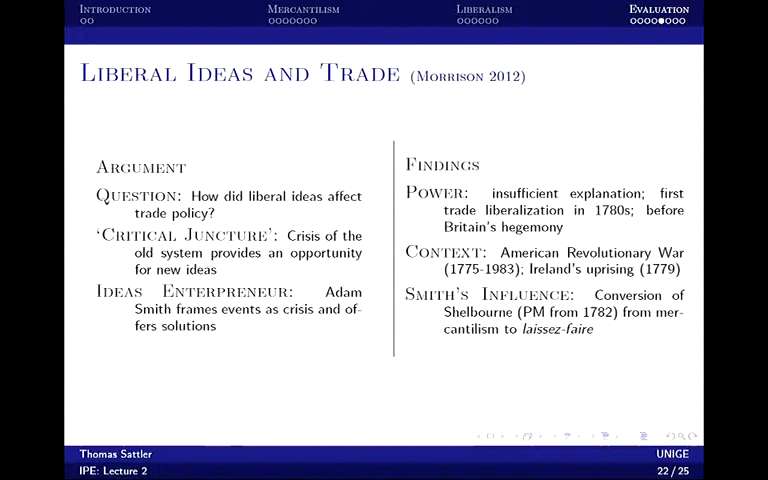 Introduction
Mercantilism
Liberalism
Evaluation
Liberal Ideas and Trade (Morrison 2012)
Argument
Question: How did liberal ideas affect
trade policy?
‘Critical Juncture’: Crisis of the
old system provides an opportunity
for new ideas
Ideas Enterpreneur: Adam
Smith frames events as crisis and of-
fers solutions
Findings
Power: insufficient explanation; first
trade liberalization in 1780s; before
Britain's hegemony
Context: American Revolutionary War
(1775-1983); Ireland's uprising (1779)
Smith's Influence: Conversion of
Shelbourne (PM from 1782) from mer-
cantilism to laissez-faire
Thomas Sattler
UNIGE
IPE: Lecture 2
22 / 25